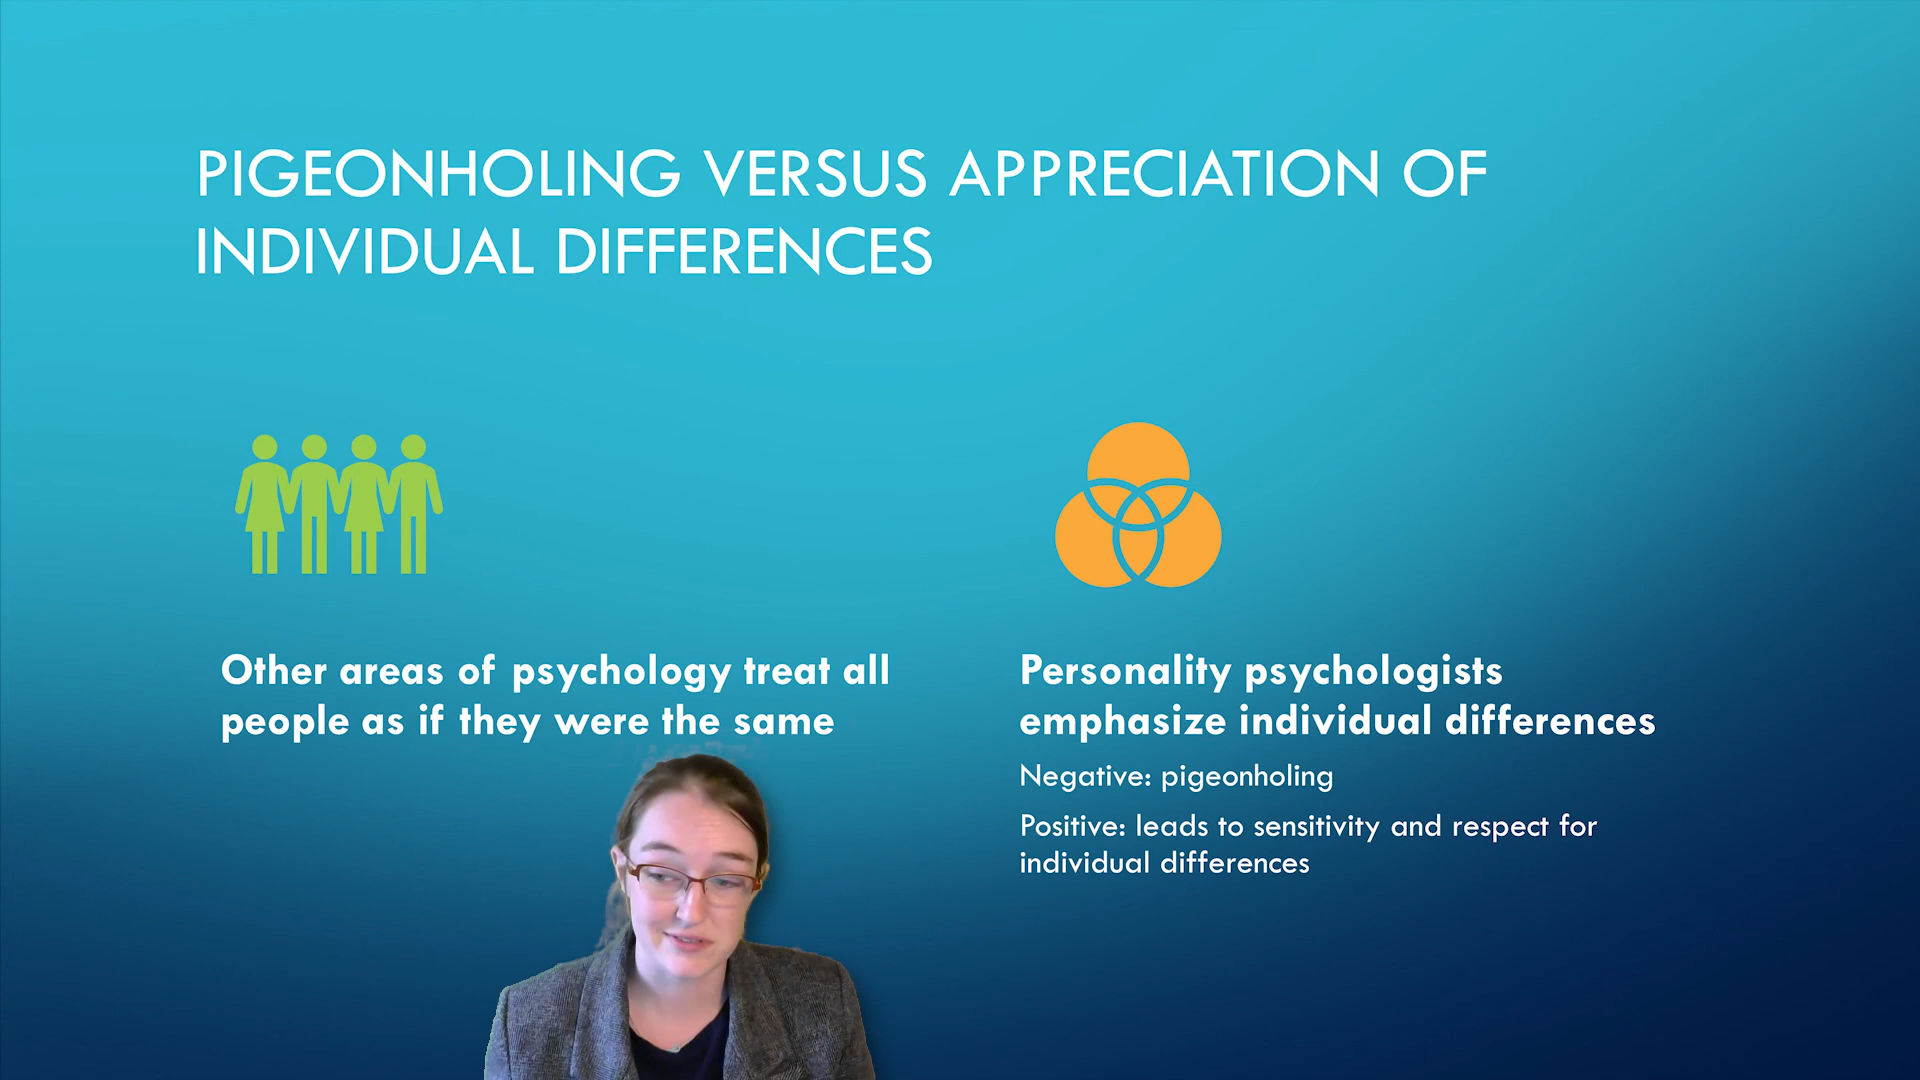 PIGEONHOLING VERSUS APPRECIATION OF
INDIVIDUAL DIFFERENCES
Other areas of psychology treat all
people as if they were the same
Personality psychologists
emphasize individual differences
Negative: pigeonholing
Positive: leads to sensitivity and respect for
individual differences